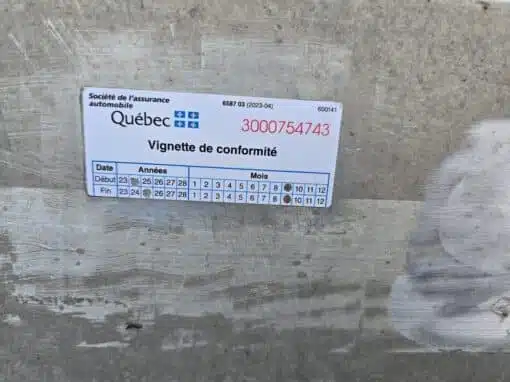 Société de l'assurance
automobile
6587 03 (2023-04)
600141
Québec
3000754743
Vignette de conformité
Date Années Mois
Début 23 25 26 27 28 1 2 3 4 5 6 7 8 10 11 12
Fin 23 24 26 27 28 1 2 3 4 5 6 7 8 10 11 12